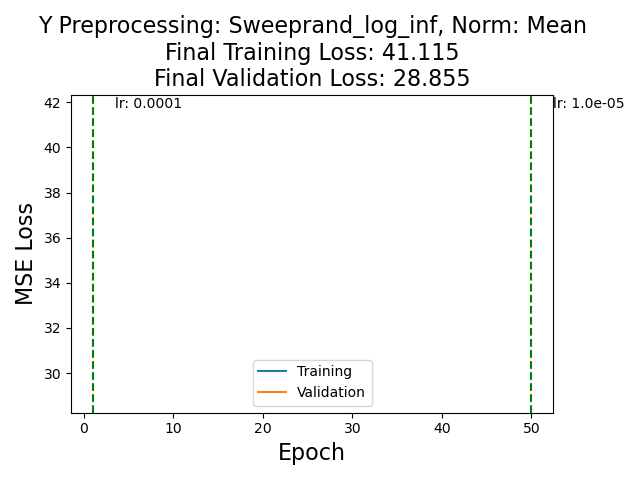 Y Preprocessing: Sweeprand_log_inf, Norm: Mean
Final Training Loss: 41.115
Final Validation Loss: 28.855
lr: 0.0001
lr: 1.0e-05
42
40
38
36
34
32
30
MSE Loss
Training
Validation
0 10 20 30 40 50
Epoch